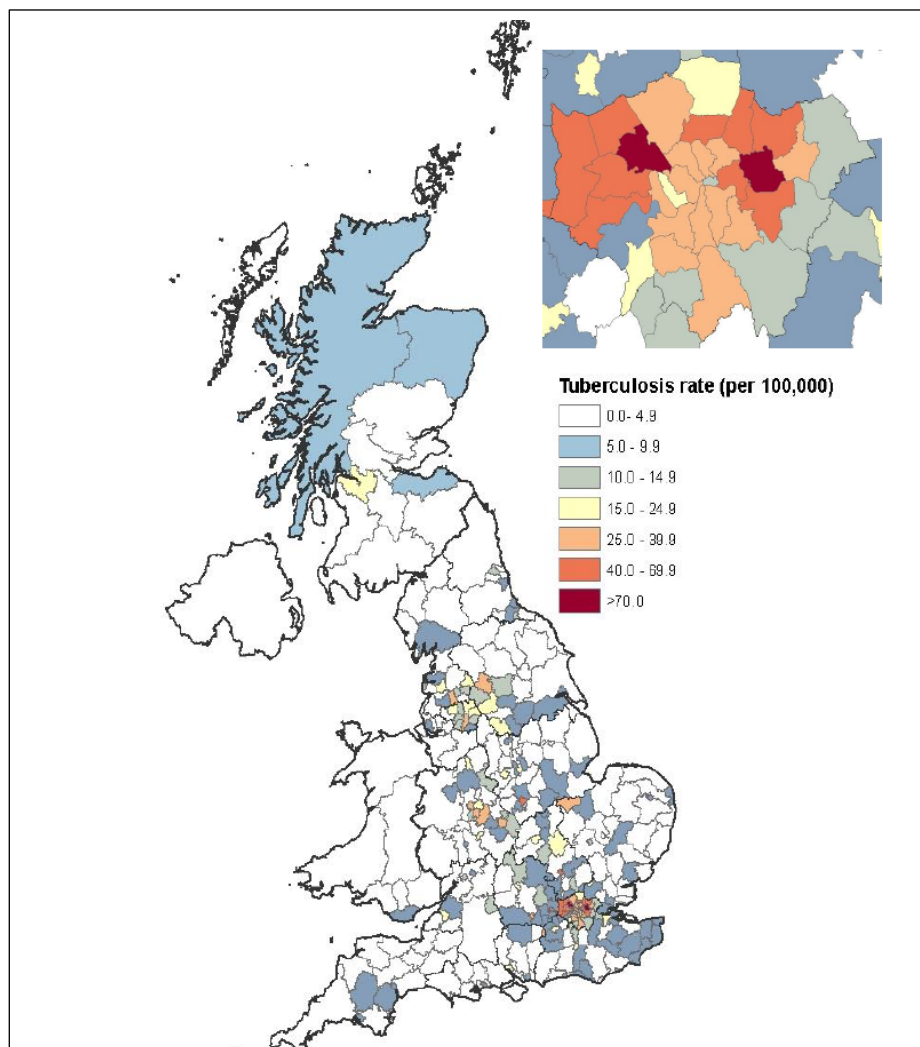 Tuberculosis rate (per 100,000)
0.0- 4.9
5.0 - 9.9
10.0 - 14.9
15.0 - 24.9
25.0 - 39.9
40.0 - 69.9
>70.0